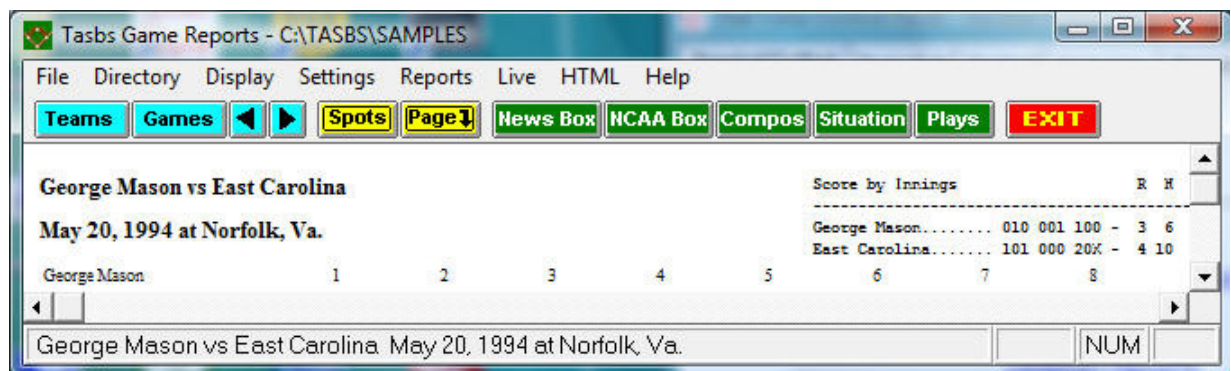 Tasbs Game Reports - C:\TASBS\SAMPLES
File Directory Display Settings Reports Live HTML Help
Teams Games Spots Page News Box NCAA Box Compos Situation Plays EXIT
George Mason vs East Carolina
May 20, 1994 at Norfolk, Va.
Score by Innings R H
George Mason........ 010 001 100 - 3 6
East Carolina....... 101 000 20X - 4 10
George Mason 1 2 3 4 5 6 7 8
George Mason vs East Carolina May 20, 1994 at Norfolk, Va. NUM